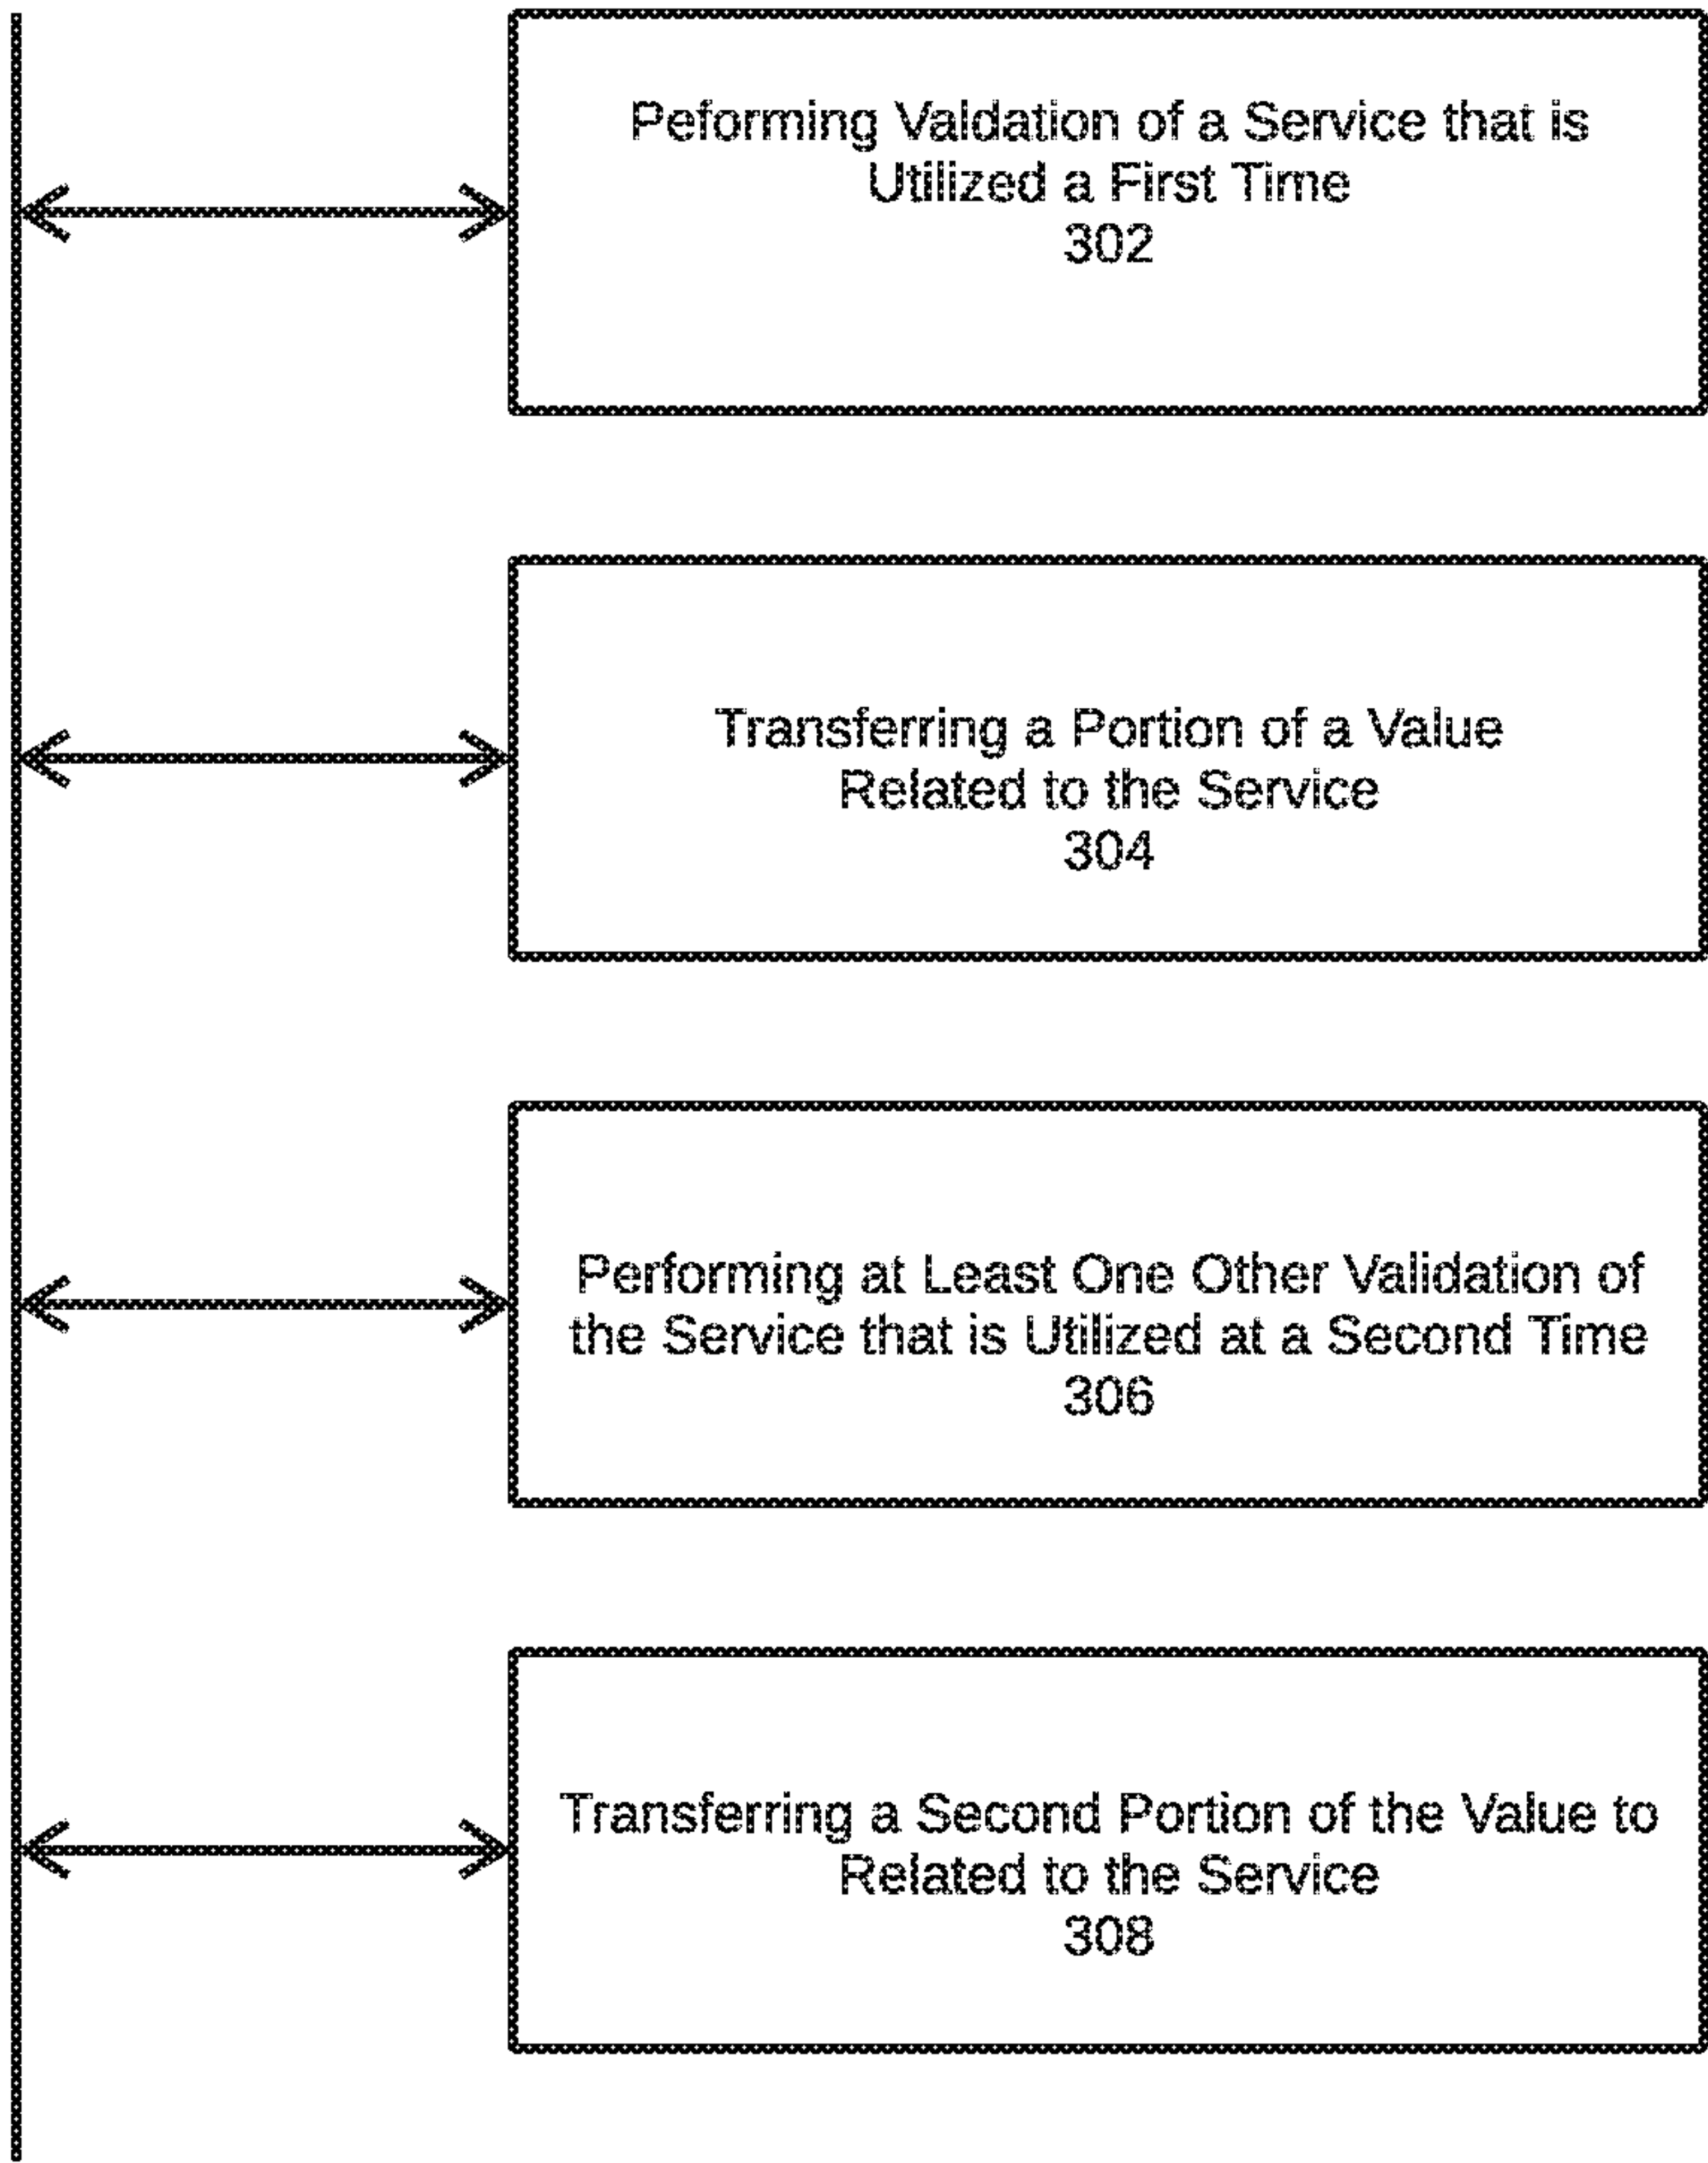 Peforming Valdation of a Service that is
Utilized a First Time
302
Transferring a Portion of a Value
Related to the Service
304
Performing at Least One Other Validation of
the Service that is Utilized at a Second Time
306
Transferring a Second Portion of the Value to
Related to the Service
308